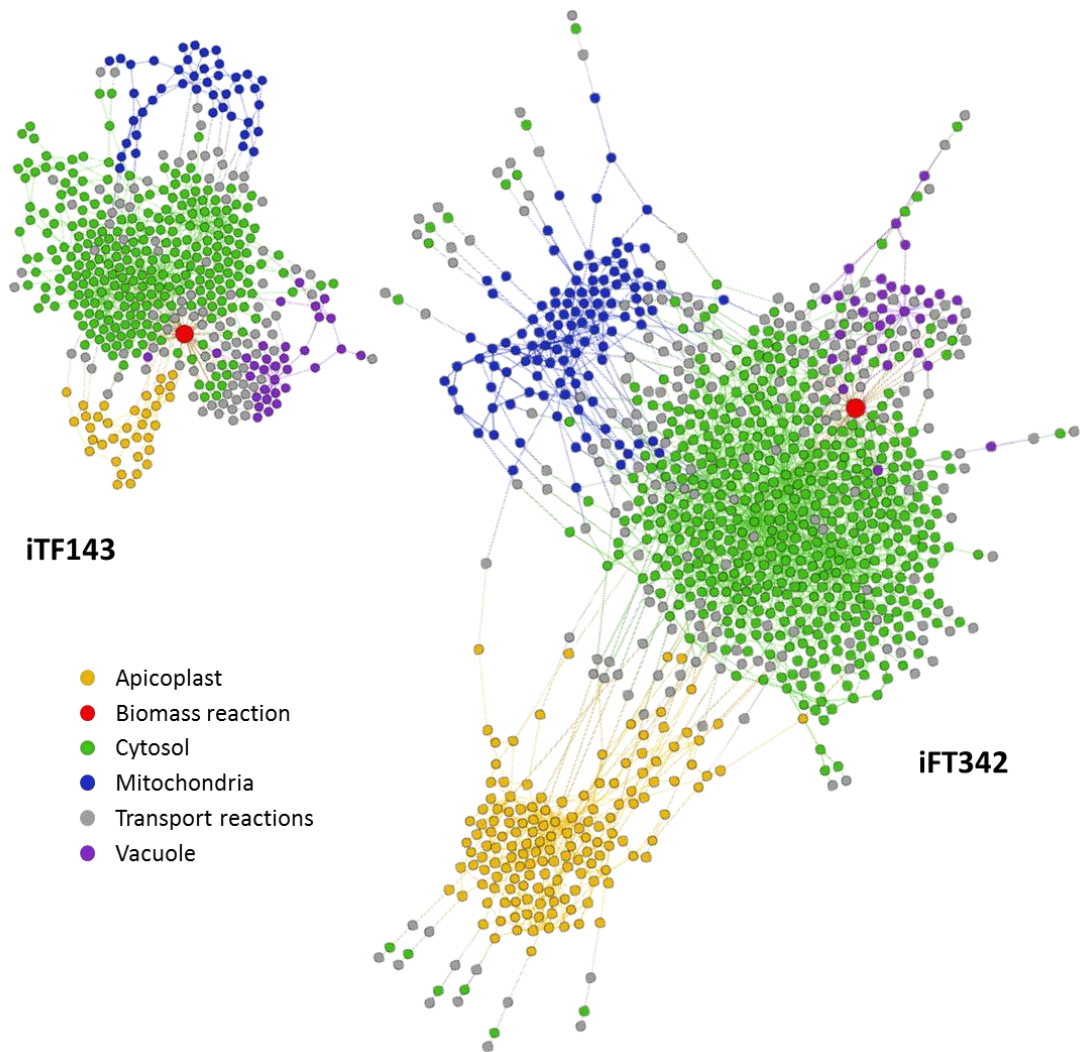 iTF143
Apicoplast
Biomass reaction
Cytosol
Mitochondria
Transport reactions
Vacuole
iFT342